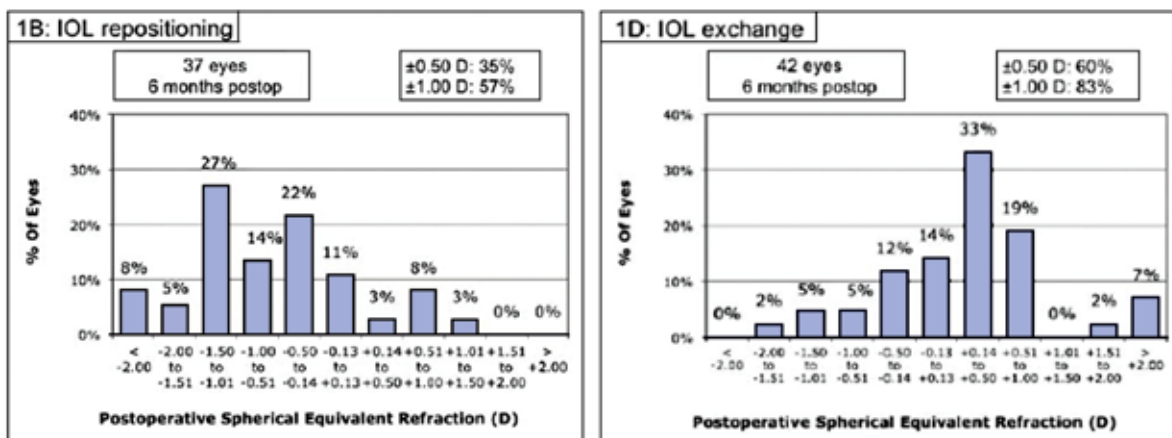 1B: IOL repositioning
37 eyes
6 months postop
±0.50 D: 35%
±1.00 D: 57%
% Of Eyes
40%
30%
20%
10%
0%
8%
5%
27%
14%
22%
11%
3%
8%
3%
0%
0%
< -2.00 -1.50 -1.00 -0.50 -0.13 +0.14 +0.51 +1.01 +1.51 >
-2.00 to to to to to to to to to +2.00
-1.51 -1.01 -0.51 -0.14 +0.13 +0.50 +1.00 +1.50 +2.00
Postoperative Spherical Equivalent Refraction (D)
1D: IOL exchange
42 eyes
6 months postop
±0.50 D: 60%
±1.00 D: 83%
% Of Eyes
40%
30%
20%
10%
0%
0%
2%
5%
5%
12%
14%
33%
19%
0%
2%
7%
< -2.00 -1.50 -1.00 -0.50 -0.13 +0.14 +0.51 +1.01 +1.51 >
-2.00 to to to to to to to to to +2.00
-1.51 -1.01 -0.51 -0.14 +0.13 +0.50 +1.00 +1.50 +2.00
Postoperative Spherical Equivalent Refraction (D)